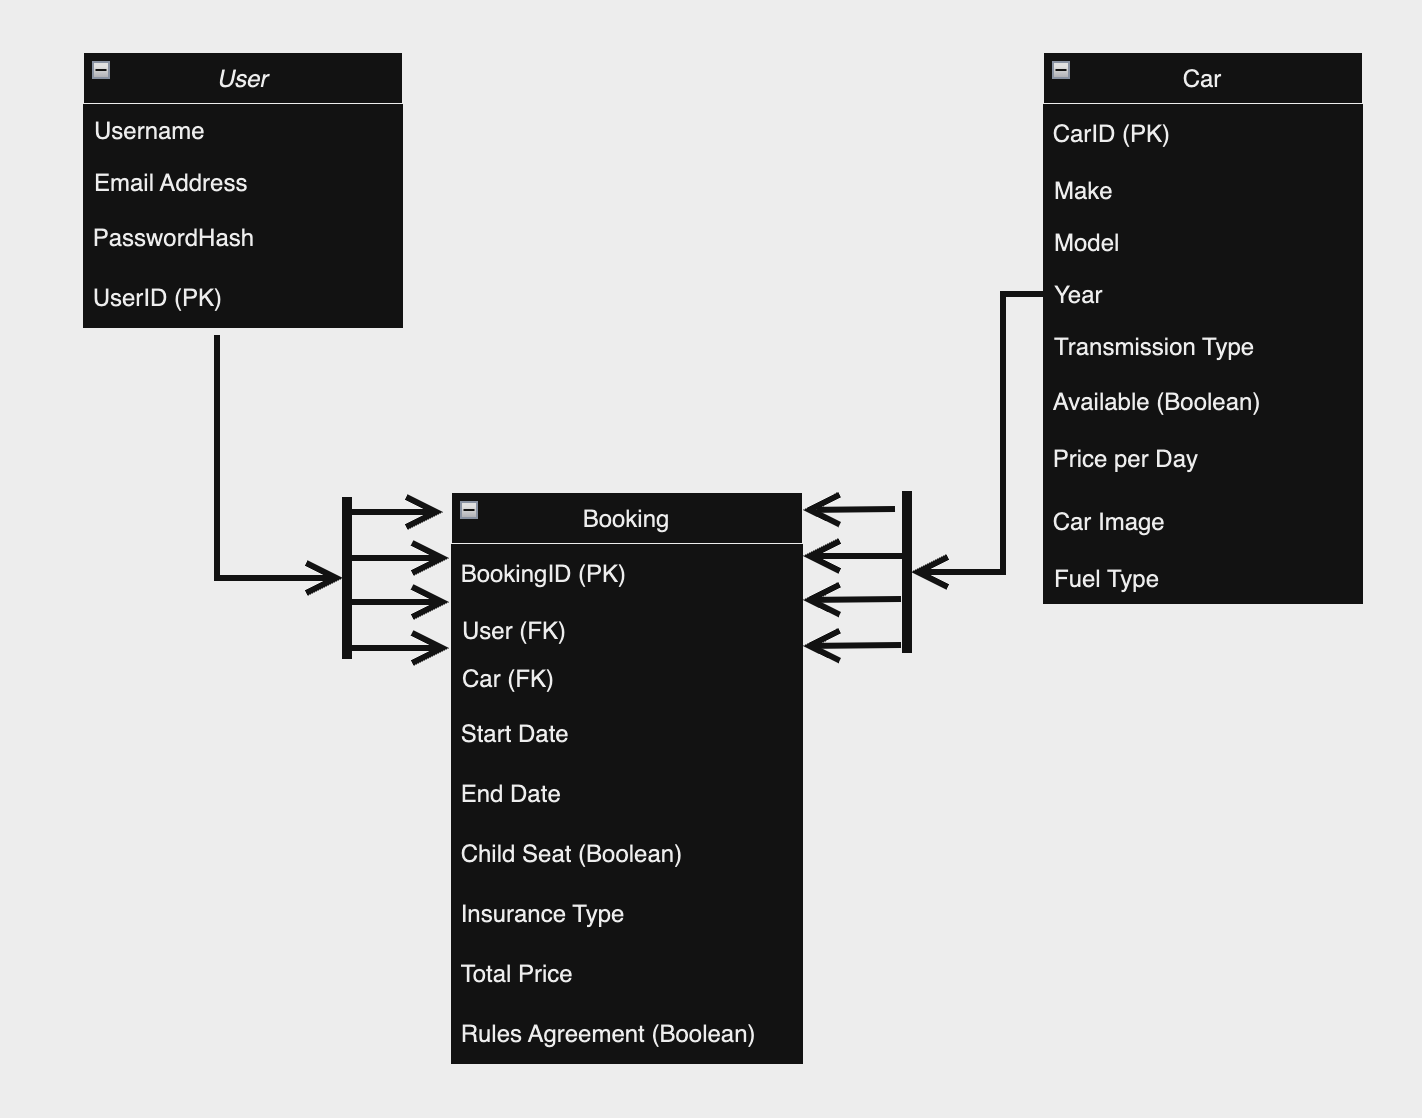 User
Username
Email Address
PasswordHash
UserID (PK)
Car
CarID (PK)
Make
Model
Year
Transmission Type
Available (Boolean)
Price per Day
Car Image
Fuel Type
Booking
BookingID (PK)
User (FK)
Car (FK)
Start Date
End Date
Child Seat (Boolean)
Insurance Type
Total Price
Rules Agreement (Boolean)